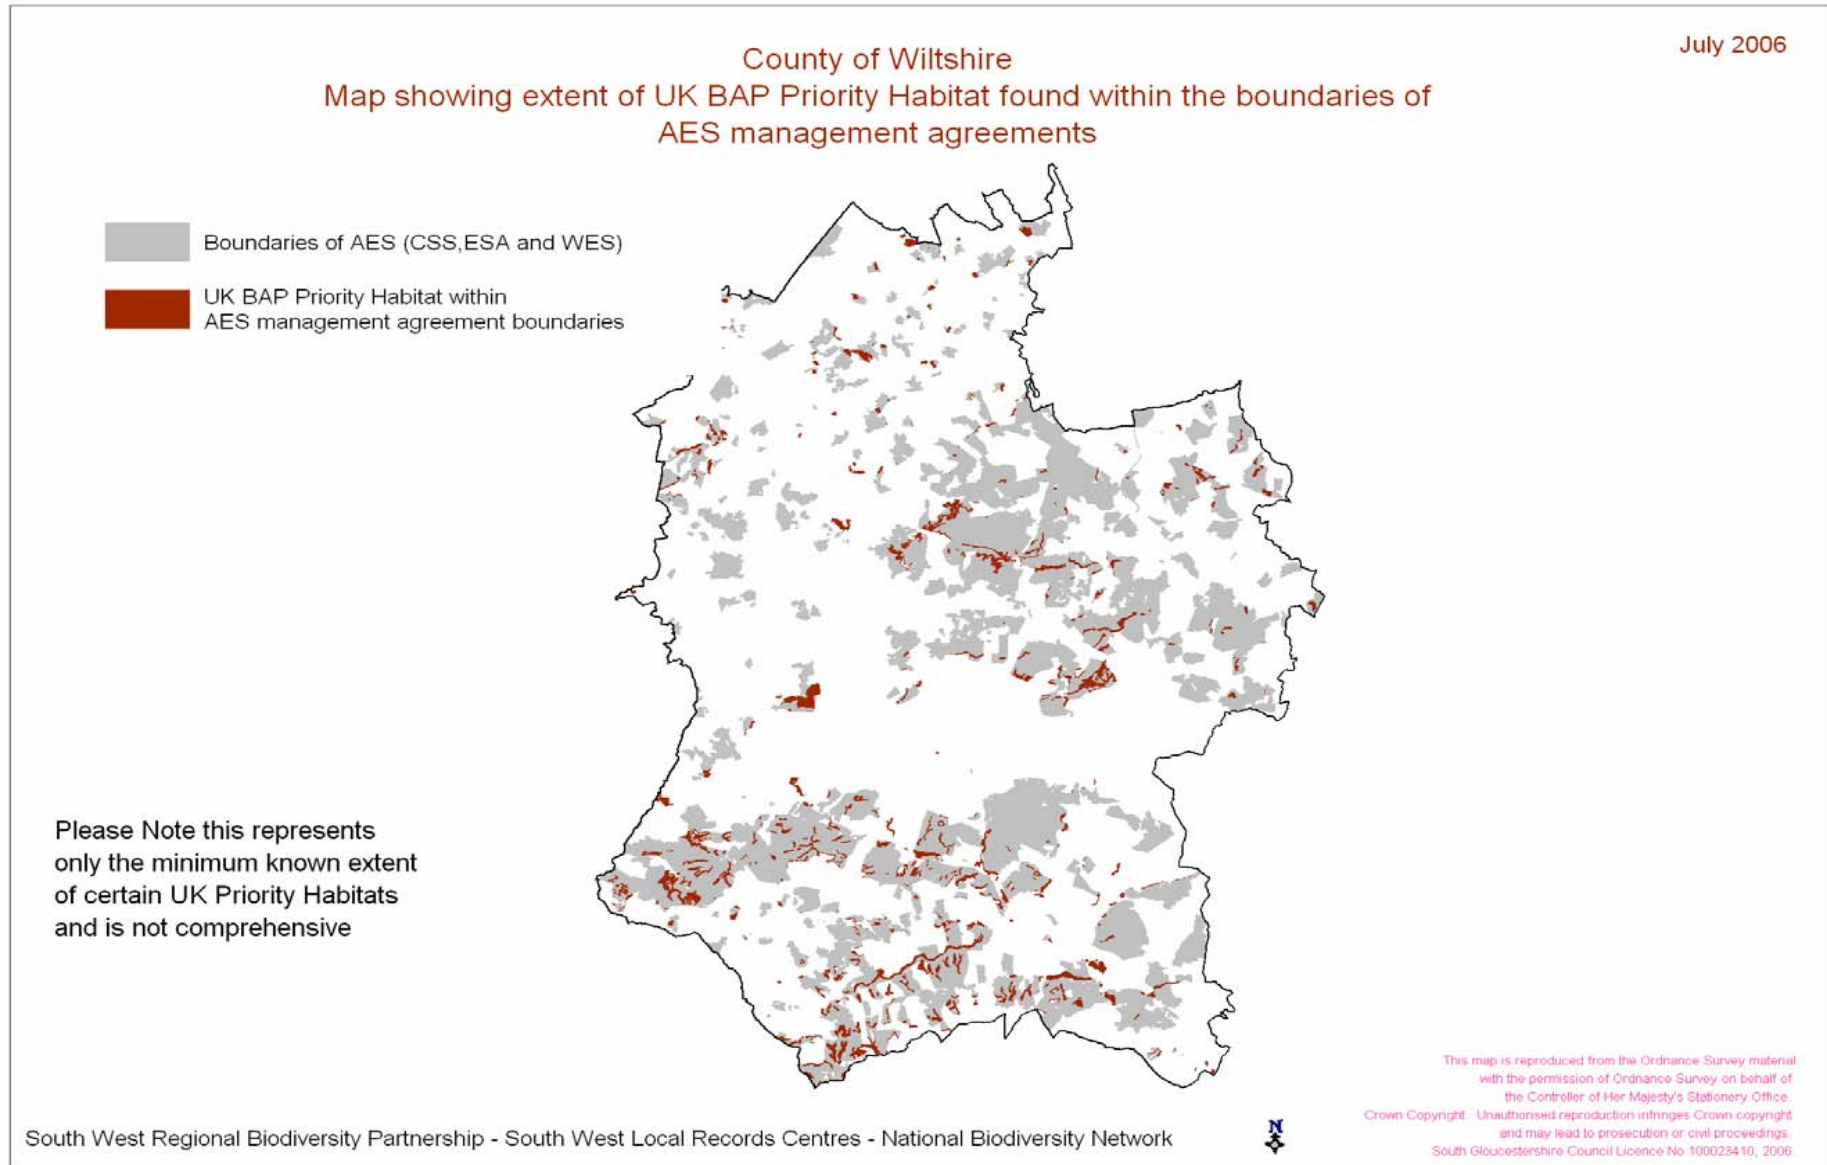 July 2006
County of Wiltshire
Map showing extent of UK BAP Priority Habitat found within the boundaries of
AES management agreements
Boundaries of AES (CSS,ESA and WES)
UK BAP Priority Habitat within
AES management agreement boundaries
Please Note this represents
only the minimum known extent
of certain UK Priority Habitats
and is not comprehensive
This map is reproduced from the Ordnance Survey material
with the permission of Ordnance Survey on behalf of
the Controller of Her Majesty's Stationery Office.
Crown Copyright. Unauthorised reproduction infringes Crown copyright
and may lead to prosecution or civil proceedings.
South Gloucestershire Council Licence No 100023410, 2006.
South West Regional Biodiversity Partnership - South West Local Records Centres - National Biodiversity Network
N